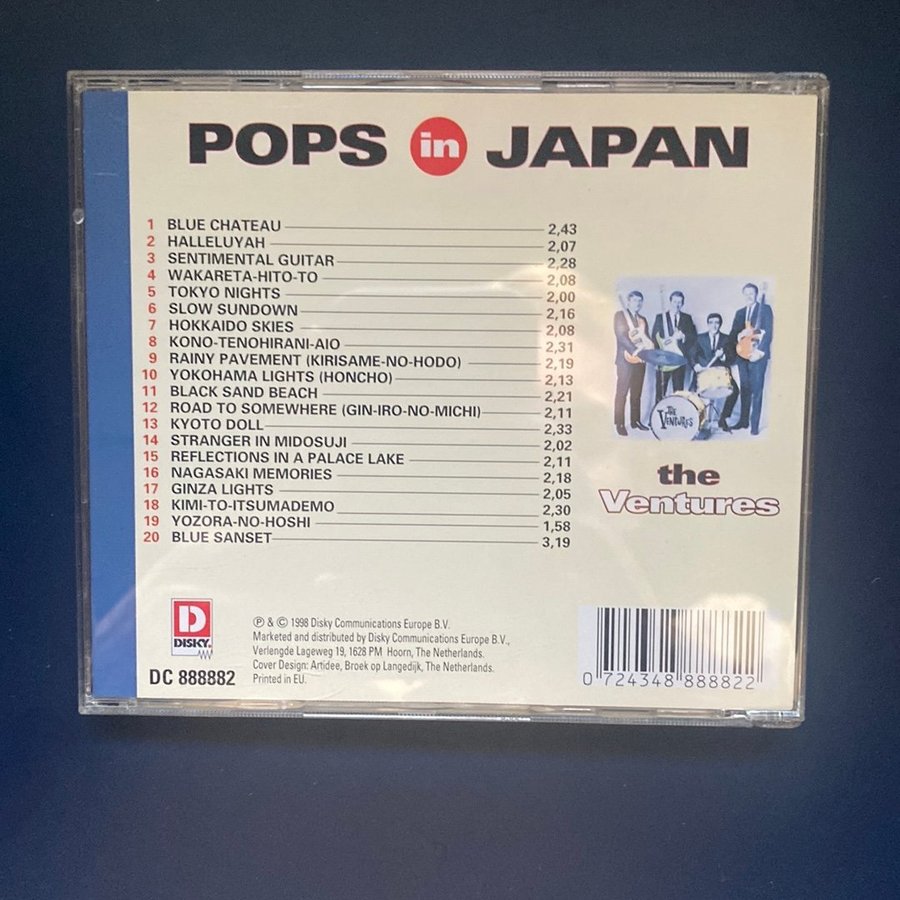 POPS in JAPAN
1 BLUE CHATEAU 2,43
2 HALLELUYAH 2,07
3 SENTIMENTAL GUITAR 2,28
4 WAKARETA-HITO-TO 2,08
5 TOKYO NIGHTS 2,00
6 SLOW SUNDOWN 2,16
7 HOKKAIDO SKIES 2,08
8 KONO-TENOHIRANI-AIO 2,31
9 RAINY PAVEMENT (KIRISAME-NO-HODO) 2,19
10 YOKOHAMA LIGHTS (HONCHO) 2,13
11 BLACK SAND BEACH 2,21
12 ROAD TO SOMEWHERE (GIN-IRO-NO-MICHI) 2,11
13 KYOTO DOLL 2,33
14 STRANGER IN MIDOSUJI 2,02
15 REFLECTIONS IN A PALACE LAKE 2,11
16 NAGASAKI MEMORIES 2,18
17 GINZA LIGHTS 2,05
18 KIMI-TO-ITSUMADEMO 2,30
19 YOZORA-NO-HOSHI 1,58
20 BLUE SANSET 3,19
THE VENTURES
the
Ventures
D
DISKY.
DC 888882
℗ & © 1998 Disky Communications Europe B.V.
Marketed and distributed by Disky Communications Europe B.V.,
Verlengde Lageweg 19, 1628 PM Hoorn, The Netherlands.
Cover Design: Artidee, Broek op Langedijk, The Netherlands.
Printed in EU.
0 724348 888822